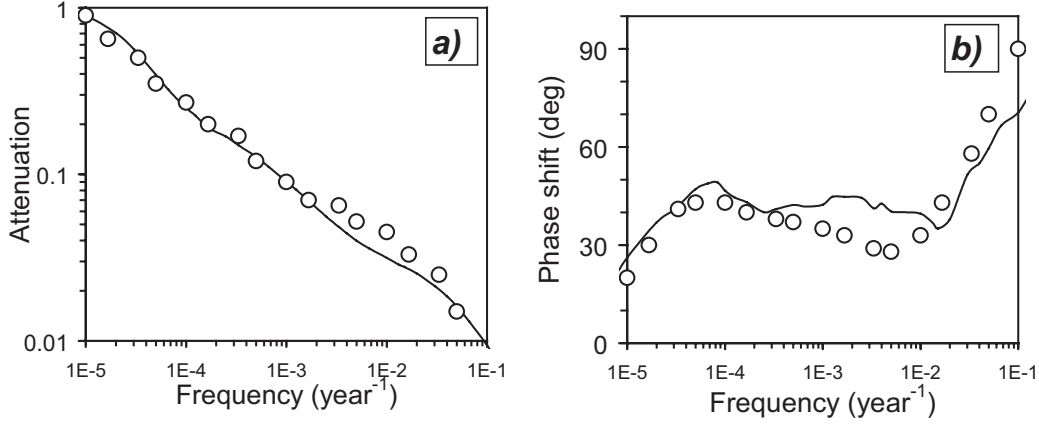 1
0.1
0.01
Attenuation
a)
1E-5
1E-4
1E-3
1E-2
1E-1
Frequency (year-1)
90
60
30
0
Phase shift (deg)
b)
1E-5
1E-4
1E-3
1E-2
1E-1
Frequency (year-1)